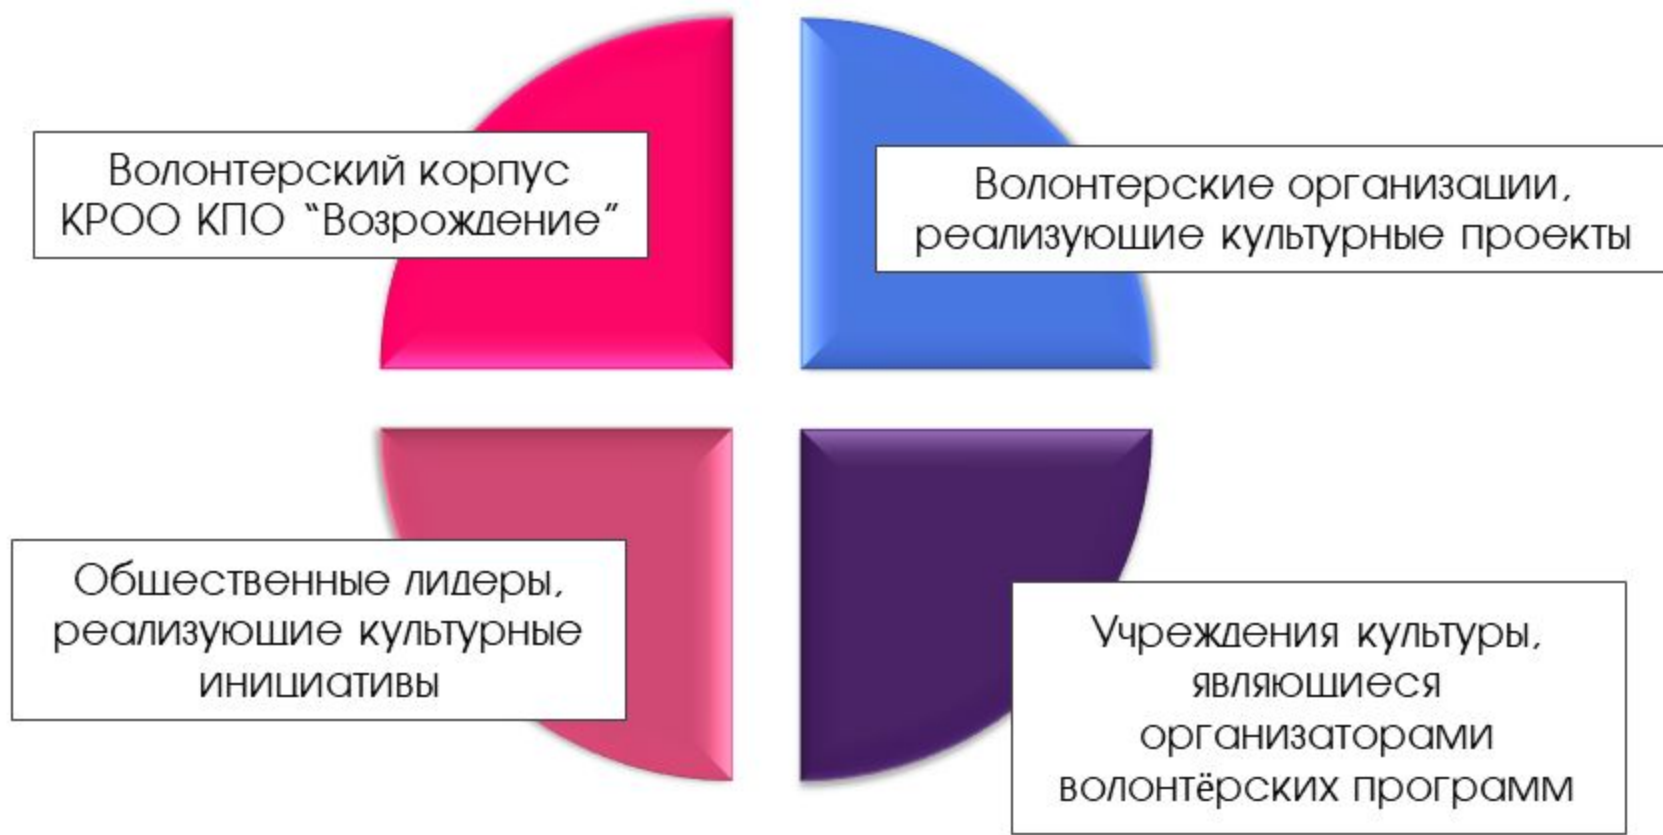 Волонтерский корпус
КРОО КПО “Возрождение”
Волонтерские организации,
реализующие культурные проекты
Общественные лидеры,
реализующие культурные
инициативы
Учреждения культуры,
являющиеся
организаторами
волонтёрских программ